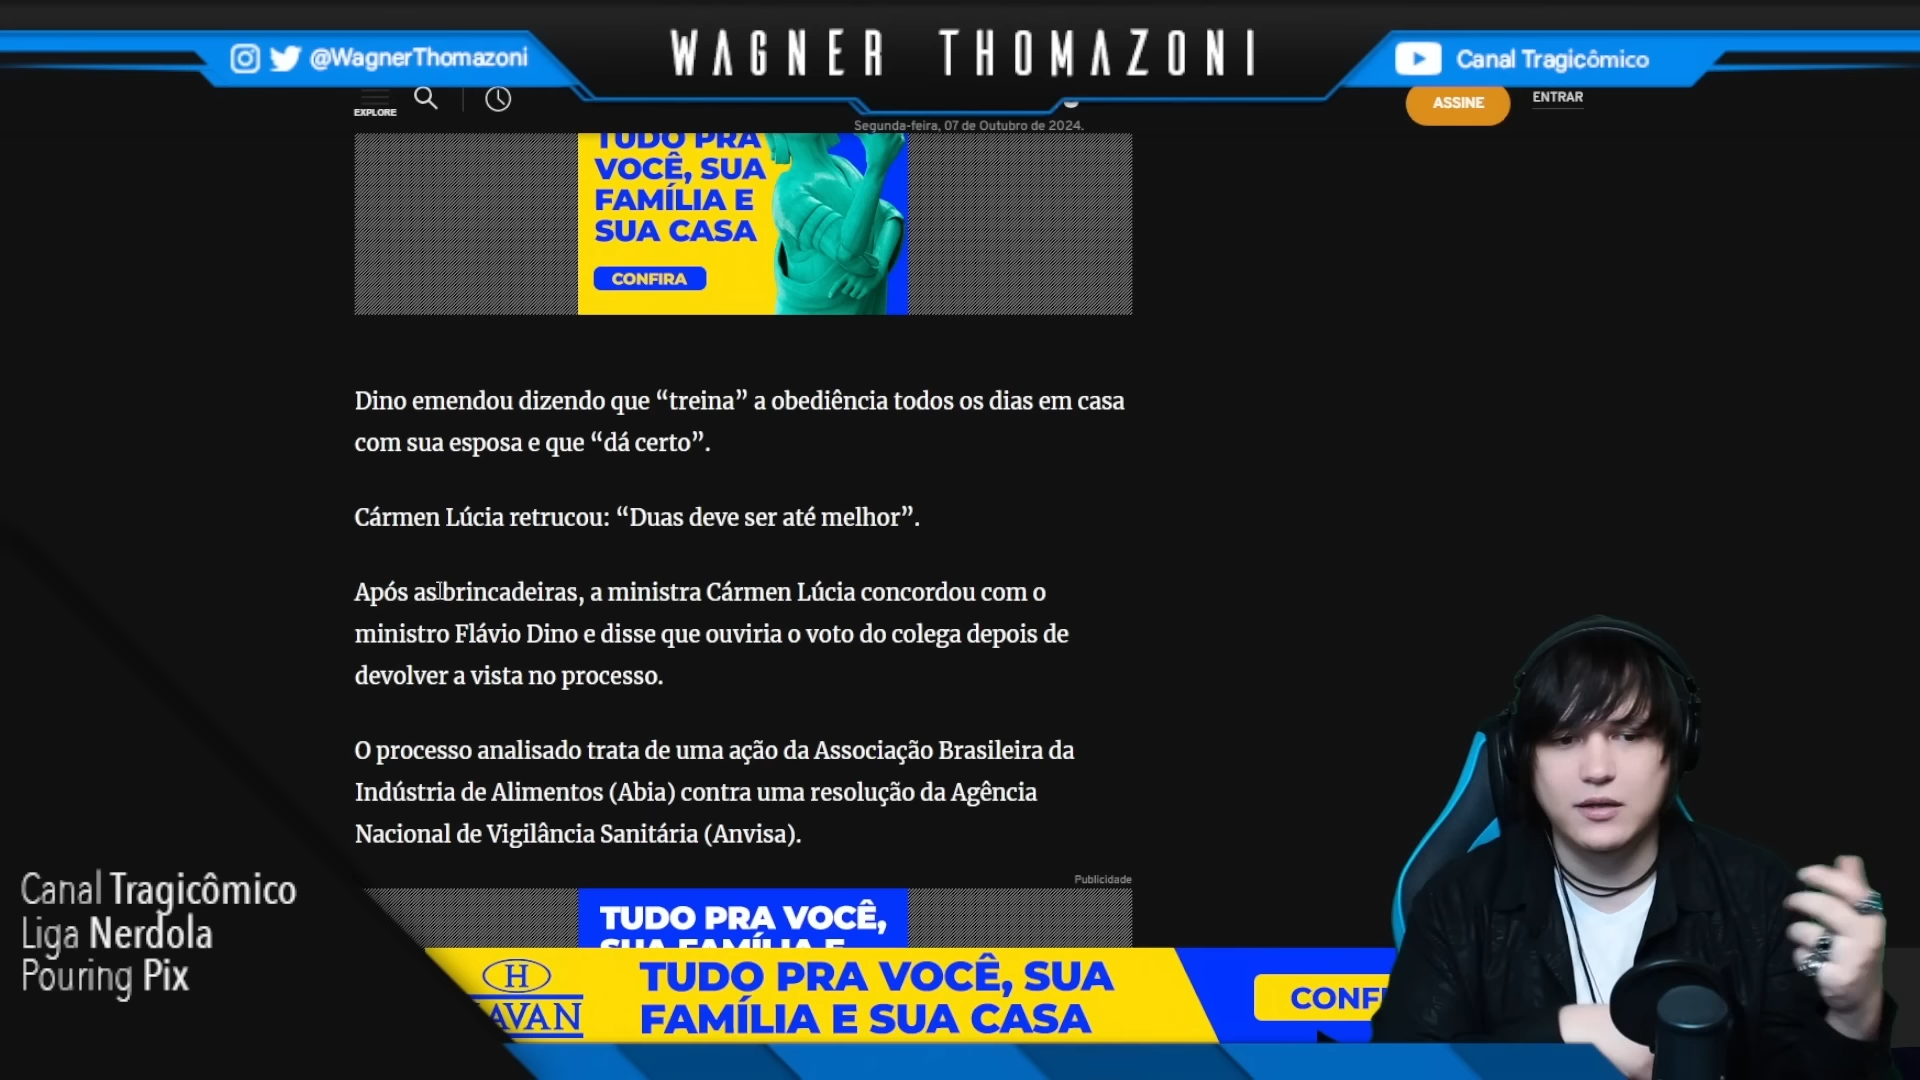 @WagnerThomazoni
WAGNER THOMAZONI
Canal Tragicômico
EXPLORE
ASSINE
ENTRAR
Segunda-feira, 07 de Outubro de 2024.
TUDO PRA
VOCÊ, SUA
FAMÍLIA E
SUA CASA
CONFIRA
Dino emendou dizendo que “treina” a obediência todos os dias em casa
com sua esposa e que “dá certo”.
Cármen Lúcia retrucou: “Duas deve ser até melhor”.
Após as brincadeiras, a ministra Cármen Lúcia concordou com o
ministro Flávio Dino e disse que ouviria o voto do colega depois de
devolver a vista no processo.
O processo analisado trata de uma ação da Associação Brasileira da
Indústria de Alimentos (Abia) contra uma resolução da Agência
Nacional de Vigilância Sanitária (Anvisa).
Publicidade
TUDO PRA VOCÊ,
SUA FAMÍLIA E
Canal Tragicômico
Liga Nerdola
Pouring Pix
H
AVAN
TUDO PRA VOCÊ, SUA
FAMÍLIA E SUA CASA
CONFI